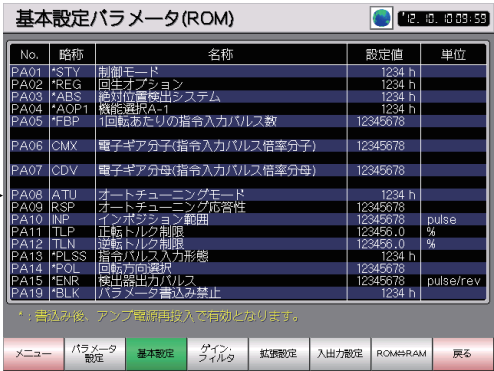 基本設定パラメータ(ROM)
'12. 10. 10 09:59
No. 略称 名称 設定値 単位
PA01 *STY 制御モード 1234 h
PA02 *REG 回生オプション 1234 h
PA03 *ABS 絶対位置検出システム 1234 h
PA04 *AOP1 機能選択A-1 1234 h
PA05 *FBP 1回転あたりの指令入力パルス数 12345678
PA06 CMX 電子ギア分子(指令入力パルス倍率分子) 12345678
PA07 CDV 電子ギア分母(指令入力パルス倍率分母) 12345678
PA08 ATU オートチューニングモード 1234 h
PA09 RSP オートチューニング応答性 12345678
PA10 INP インポジション範囲 12345678 pulse
PA11 TLP 正転トルク制限 123456.0 %
PA12 TLN 逆転トルク制限 123456.0 %
PA13 *PLSS 指令パルス入力形態 1234 h
PA14 *POL 回転方向選択 12345678
PA15 *ENR 検出器出力パルス 12345678 pulse/rev
PA19 *BLK パラメータ書込み禁止 1234 h
*:書込み後、アンプ電源再投入で有効となります。
メニュー パラメータ設定 基本設定 ゲイン・フィルタ 拡張設定 入出力設定 ROM⇔RAM 戻る